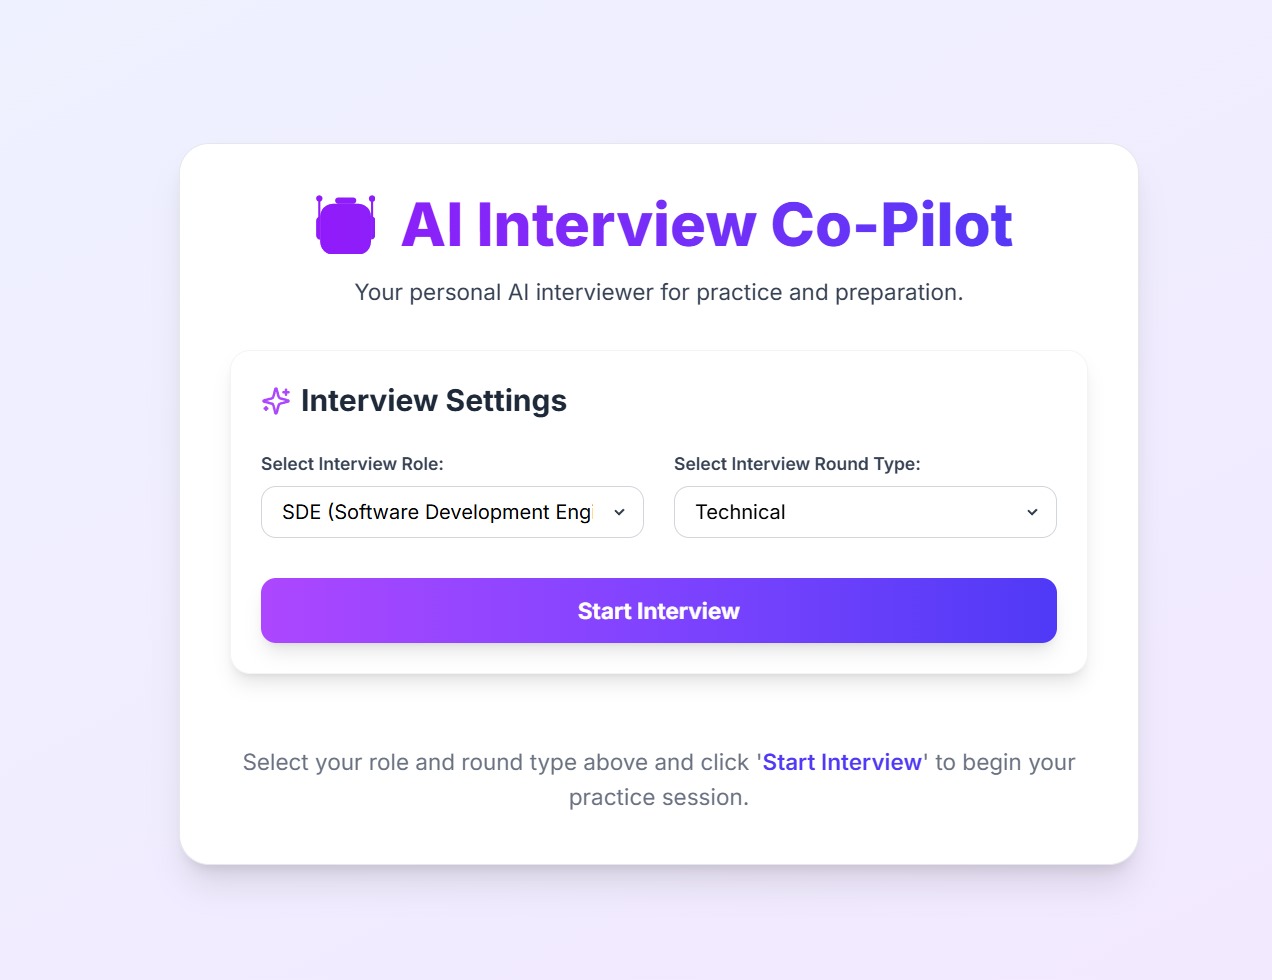 AI Interview Co-Pilot
Your personal AI interviewer for practice and preparation.
Interview Settings
Select Interview Role:
Select Interview Round Type:
SDE (Software Development Engi
Technical
Start Interview
Select your role and round type above and click 'Start Interview' to begin your
practice session.